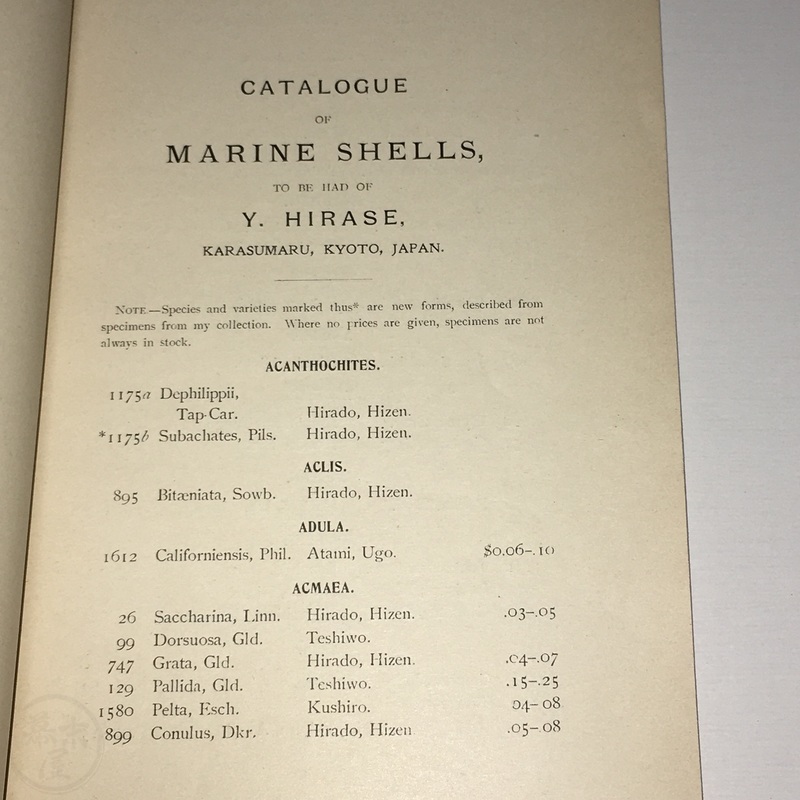 CATALOGUE
OF
MARINE SHELLS,
TO BE HAD OF
Y. HIRASE,
KARASUMARU, KYOTO, JAPAN.
NOTE.—Species and varieties marked thus* are new forms, described from
specimens from my collection. Where no prices are given, specimens are not
always in stock.
ACANTHOCHITES.
1175a Dephilippii,
Tap-Car. Hirado, Hizen.
*1175b Subachates, Pils. Hirado, Hizen.
ACLIS.
895 Bitæniata, Sowb. Hirado, Hizen.
ADULA.
1612 Californiensis, Phil. Atami, Ugo. $0.06-.10
ACMAEA.
26 Saccharina, Linn. Hirado, Hizen. .03-.05
99 Dorsuosa, Gld. Teshiwo.
747 Grata, Gld. Hirado, Hizen. .04-.07
129 Pallida, Gld. Teshiwo. .15-.25
1580 Pelta, Esch. Kushiro. 04-08
899 Conulus, Dkr. Hirado, Hizen .05-.08